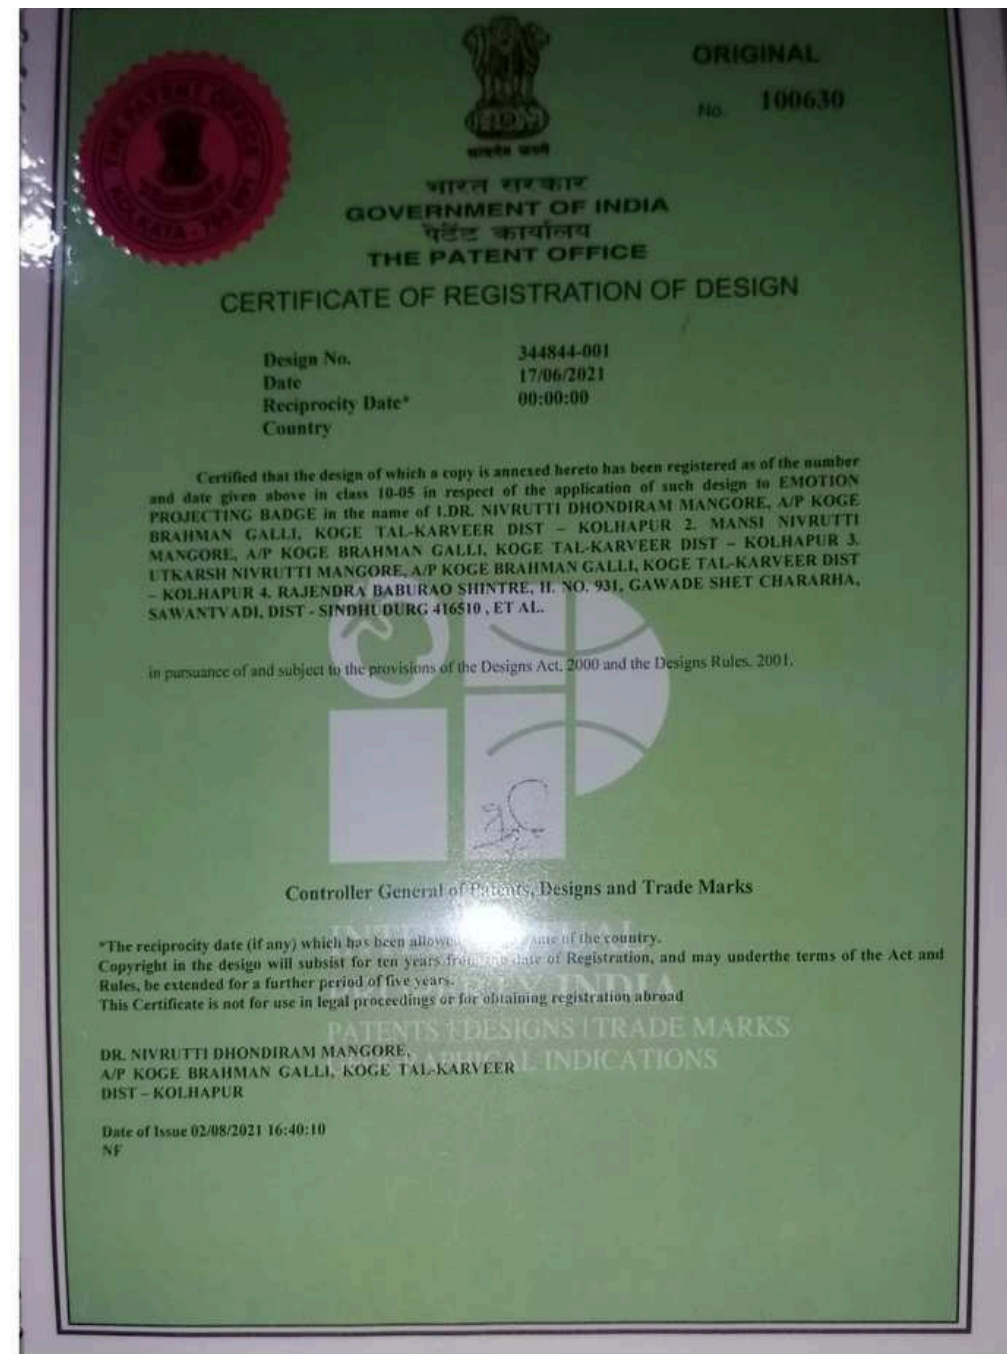 ORIGINAL
No. 100630
THE PATENT OFFICE
सत्यमेव जयते
भारत सरकार
GOVERNMENT OF INDIA
पेटेंट कार्यालय
THE PATENT OFFICE
CERTIFICATE OF REGISTRATION OF DESIGN
Design No. 344844-001
Date 17/06/2021
Reciprocity Date* 00:00:00
Country
Certified that the design of which a copy is annexed hereto has been registered as of the number
and date given above in class 10-05 in respect of the application of such design to EMOTION
PROJECTING BADGE in the name of 1.DR. NIVRUTTI DHONDIRAM MANGORE, A/P KOGE
BRAHMAN GALLI, KOGE TAL-KARVEER DIST – KOLHAPUR 2. MANSI NIVRUTTI
MANGORE, A/P KOGE BRAHMAN GALLI, KOGE TAL-KARVEER DIST – KOLHAPUR 3.
UTKARSH NIVRUTTI MANGORE, A/P KOGE BRAHMAN GALLI, KOGE TAL-KARVEER DIST
– KOLHAPUR 4. RAJENDRA BABURAO SHINTRE, H. NO. 931, GAWADE SHET CHARARHA,
SAWANTVADI, DIST - SINDHUDURG 416510 , ET AL.
in pursuance of and subject to the provisions of the Designs Act, 2000 and the Designs Rules, 2001.
Controller General of Patents, Designs and Trade Marks
*The reciprocity date (if any) which has been allowed name of the country.
Copyright in the design will subsist for ten years from the date of Registration, and may underthe terms of the Act and
Rules, be extended for a further period of five years.
This Certificate is not for use in legal proceedings or for obtaining registration abroad
INDIA
PATENTS | DESIGNS | TRADE MARKS
INDICATIONS
DR. NIVRUTTI DHONDIRAM MANGORE,
A/P KOGE BRAHMAN GALLI, KOGE TAL-KARVEER
DIST – KOLHAPUR
Date of Issue 02/08/2021 16:40:10
NF